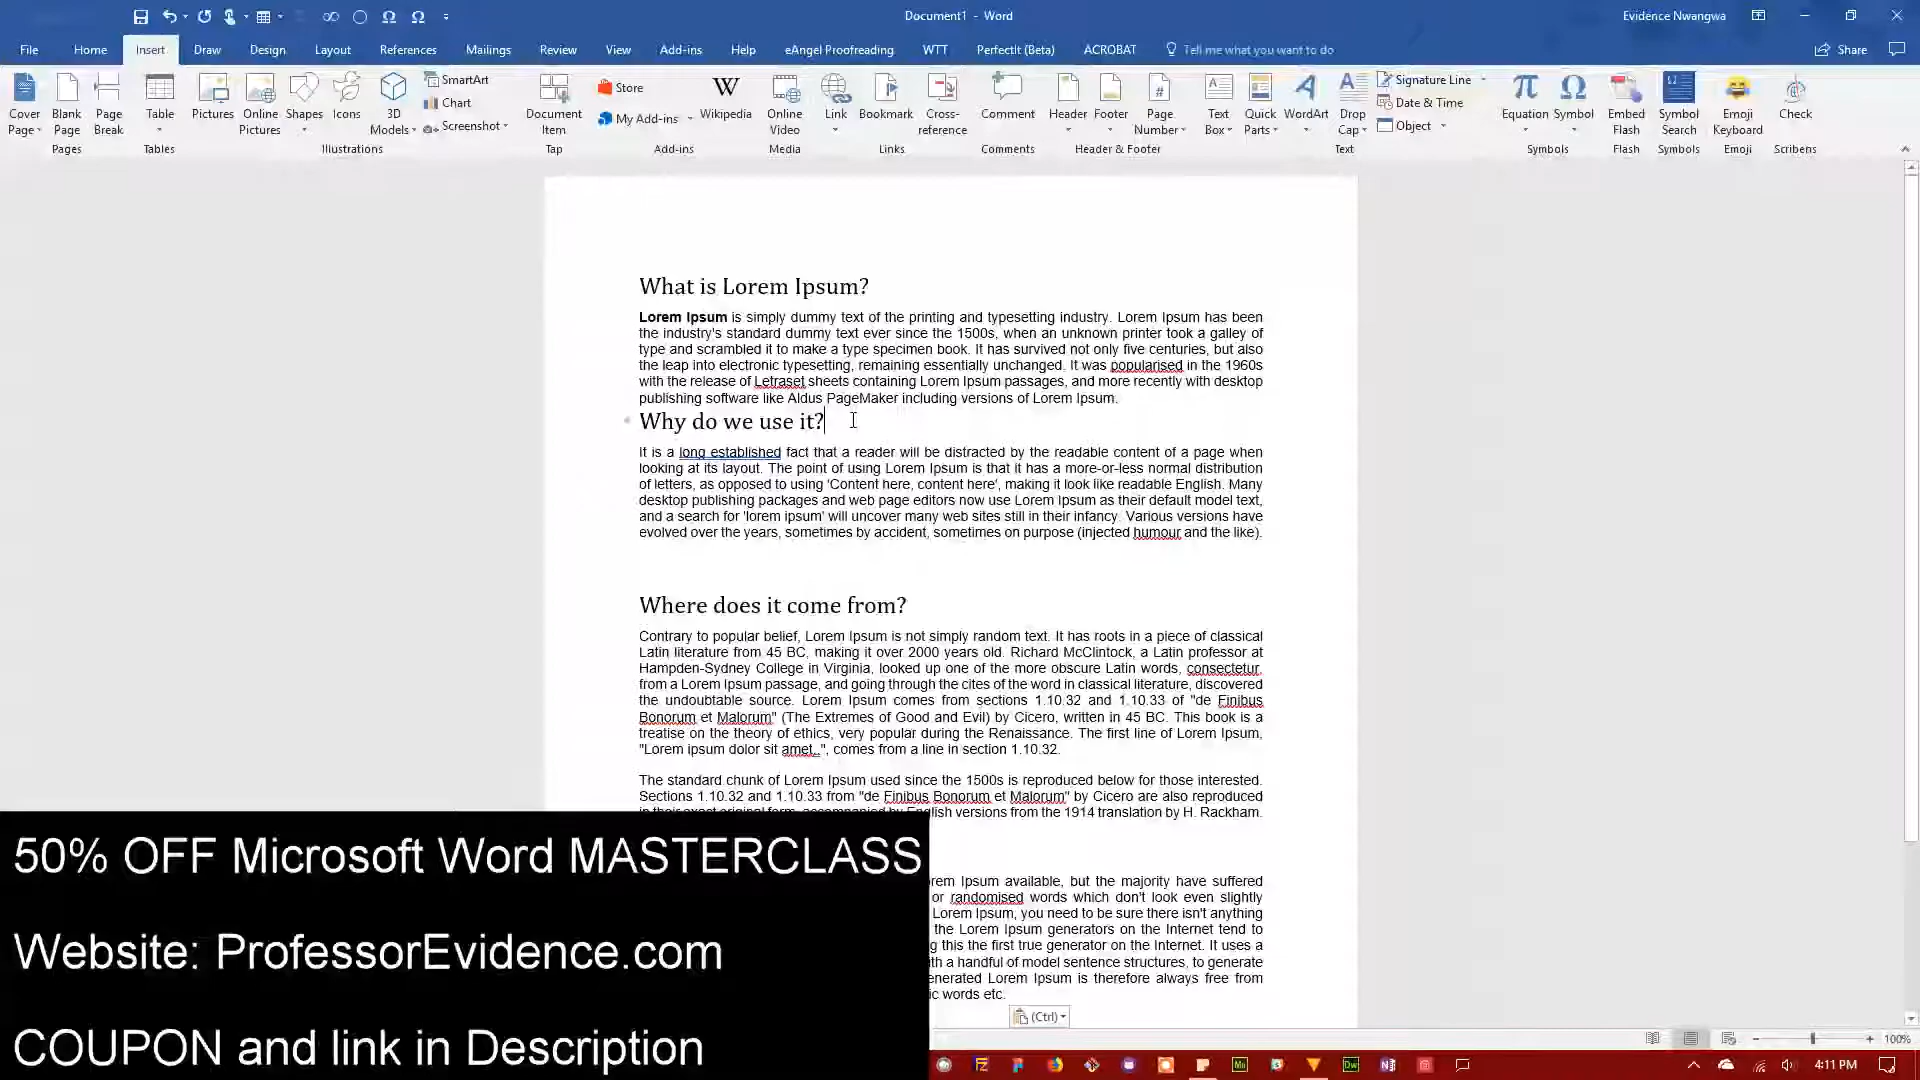 Document1 - Word
Evidence Nwangwa
File Home Insert Draw Design Layout References Mailings Review View Add-ins Help eAngel Proofreading WTT PerfectIt (Beta) ACROBAT Tell me what you want to do Share
Cover Page
Blank Page
Page Break
Pages
Table
Tables
Pictures
Online Pictures
Shapes
Icons
3D Models
SmartArt
Chart
Screenshot
Illustrations
Document Item
Tap
Store
My Add-ins
Wikipedia
Add-ins
Online Video
Media
Link
Bookmark
Cross-reference
Links
Comment
Comments
Header
Footer
Page Number
Header & Footer
Text Box
Quick Parts
WordArt
Drop Cap
Signature Line
Date & Time
Object
Text
Equation
Symbol
Symbols
Embed Flash
Flash
Symbol Search
Symbols
Emoji Keyboard
Emoji
Check
Scribens
What is Lorem Ipsum?
Lorem Ipsum is simply dummy text of the printing and typesetting industry. Lorem Ipsum has been
the industry's standard dummy text ever since the 1500s, when an unknown printer took a galley of
type and scrambled it to make a type specimen book. It has survived not only five centuries, but also
the leap into electronic typesetting, remaining essentially unchanged. It was popularised in the 1960s
with the release of Letraset sheets containing Lorem Ipsum passages, and more recently with desktop
publishing software like Aldus PageMaker including versions of Lorem Ipsum.
Why do we use it?
It is a long established fact that a reader will be distracted by the readable content of a page when
looking at its layout. The point of using Lorem Ipsum is that it has a more-or-less normal distribution
of letters, as opposed to using 'Content here, content here', making it look like readable English. Many
desktop publishing packages and web page editors now use Lorem Ipsum as their default model text,
and a search for 'lorem ipsum' will uncover many web sites still in their infancy. Various versions have
evolved over the years, sometimes by accident, sometimes on purpose (injected humour and the like).
Where does it come from?
Contrary to popular belief, Lorem Ipsum is not simply random text. It has roots in a piece of classical
Latin literature from 45 BC, making it over 2000 years old. Richard McClintock, a Latin professor at
Hampden-Sydney College in Virginia, looked up one of the more obscure Latin words, consectetur,
from a Lorem Ipsum passage, and going through the cites of the word in classical literature, discovered
the undoubtable source. Lorem Ipsum comes from sections 1.10.32 and 1.10.33 of "de Finibus
Bonorum et Malorum" (The Extremes of Good and Evil) by Cicero, written in 45 BC. This book is a
treatise on the theory of ethics, very popular during the Renaissance. The first line of Lorem Ipsum,
"Lorem ipsum dolor sit amet..", comes from a line in section 1.10.32.
The standard chunk of Lorem Ipsum used since the 1500s is reproduced below for those interested.
Sections 1.10.32 and 1.10.33 from "de Finibus Bonorum et Malorum" by Cicero are also reproduced
in their exact original form, accompanied by English versions from the 1914 translation by H. Rackham.
orem Ipsum available, but the majority have suffered
or randomised words which don't look even slightly
Lorem Ipsum, you need to be sure there isn't anything
the Lorem Ipsum generators on the Internet tend to
g this the first true generator on the Internet. It uses a
th a handful of model sentence structures, to generate
enerated Lorem Ipsum is therefore always free from
ic words etc.
(Ctrl)
50% OFF Microsoft Word MASTERCLASS
Website: ProfessorEvidence.com
COUPON and link in Description
100%
4:11 PM